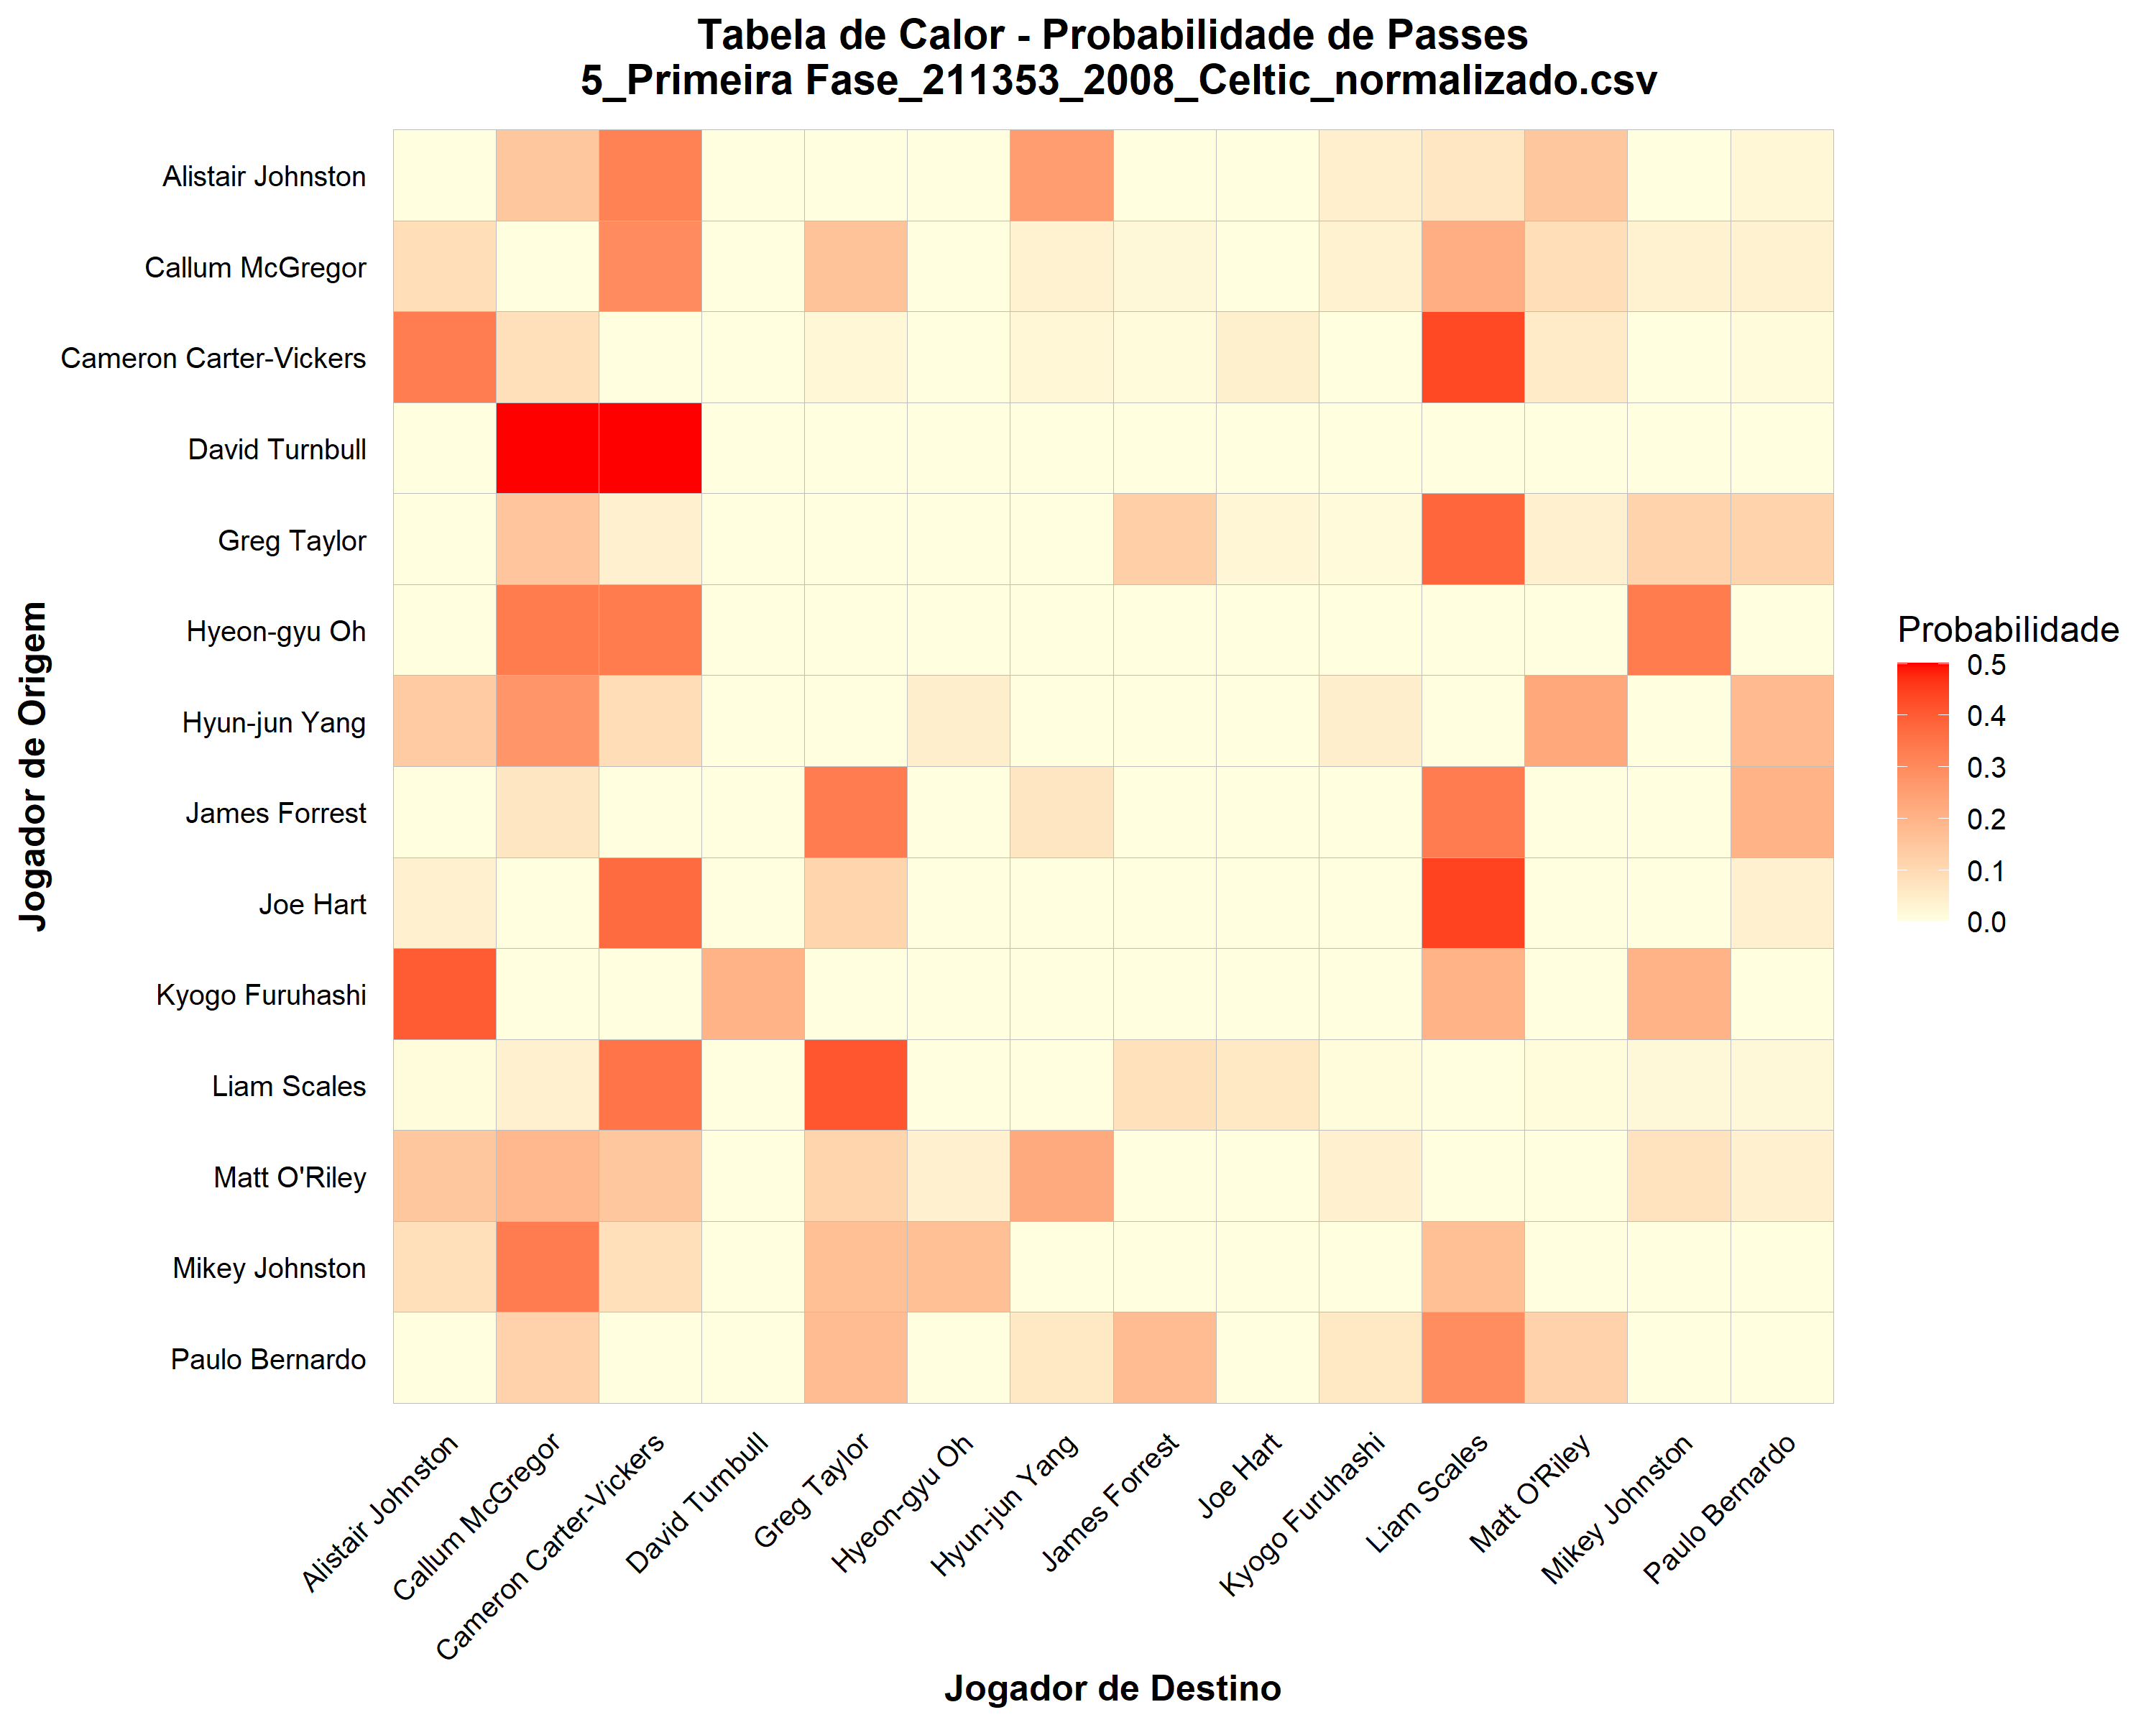 Tabela de Calor - Probabilidade de Passes
5_Primeira Fase_211353_2008_Celtic_normalizado.csv
Jogador de Origem
Alistair Johnston
Callum McGregor
Cameron Carter-Vickers
David Turnbull
Greg Taylor
Hyeon-gyu Oh
Hyun-jun Yang
James Forrest
Joe Hart
Kyogo Furuhashi
Liam Scales
Matt O'Riley
Mikey Johnston
Paulo Bernardo
Probabilidade
0.5
0.4
0.3
0.2
0.1
0.0
Alistair Johnston
Callum McGregor
Cameron Carter-Vickers
David Turnbull
Greg Taylor
Hyeon-gyu Oh
Hyun-jun Yang
James Forrest
Joe Hart
Kyogo Furuhashi
Liam Scales
Matt O'Riley
Mikey Johnston
Paulo Bernardo
Jogador de Destino